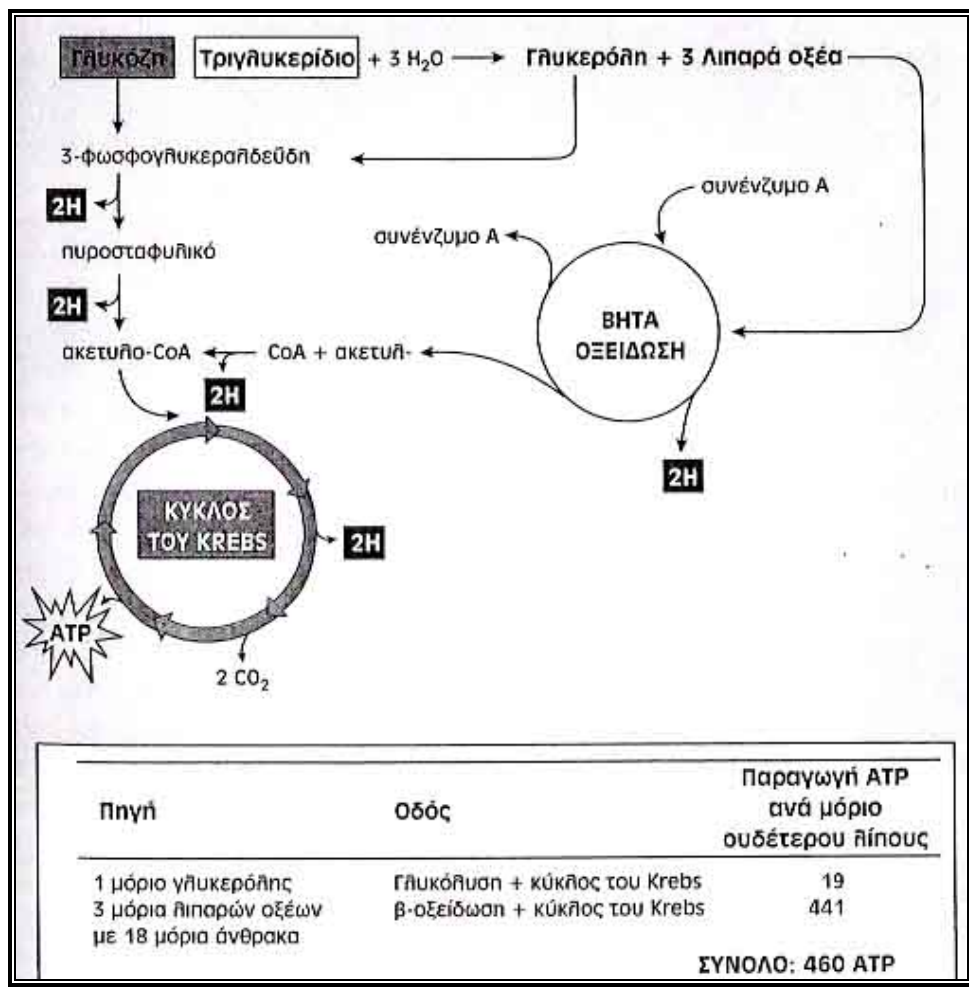 Γλυκόζη Τριγλυκερίδιο + 3 H₂O → Γλυκερόλη + 3 Λιπαρά οξέα
3-φωσφογλυκεραλδεΰδη
συνένζυμο Α
2H
συνένζυμο Α
πυροσταφυλικό
2H
ΒΗΤΑ
ΟΞΕΙΔΩΣΗ
ακετυλο-CoA
CoA + ακετυλ-
2H
2H
ΚΥΚΛΟΣ
ΤΟΥ KREBS
2H
ATP
2 CO₂
Πηγή Οδός Παραγωγή ATP
ανά μόριο
ουδέτερου λίπους
1 μόριο γλυκερόλης Γλυκόλυση + κύκλος του Krebs 19
3 μόρια λιπαρών οξέων β-οξείδωση + κύκλος του Krebs 441
με 18 μόρια άνθρακα
ΣΥΝΟΛΟ: 460 ATP